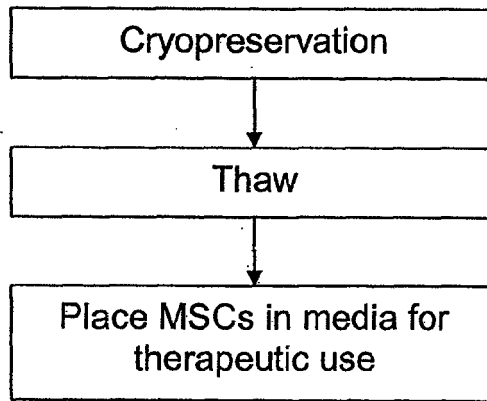 Cryopreservation
Thaw
Place MSCs in media for
therapeutic use